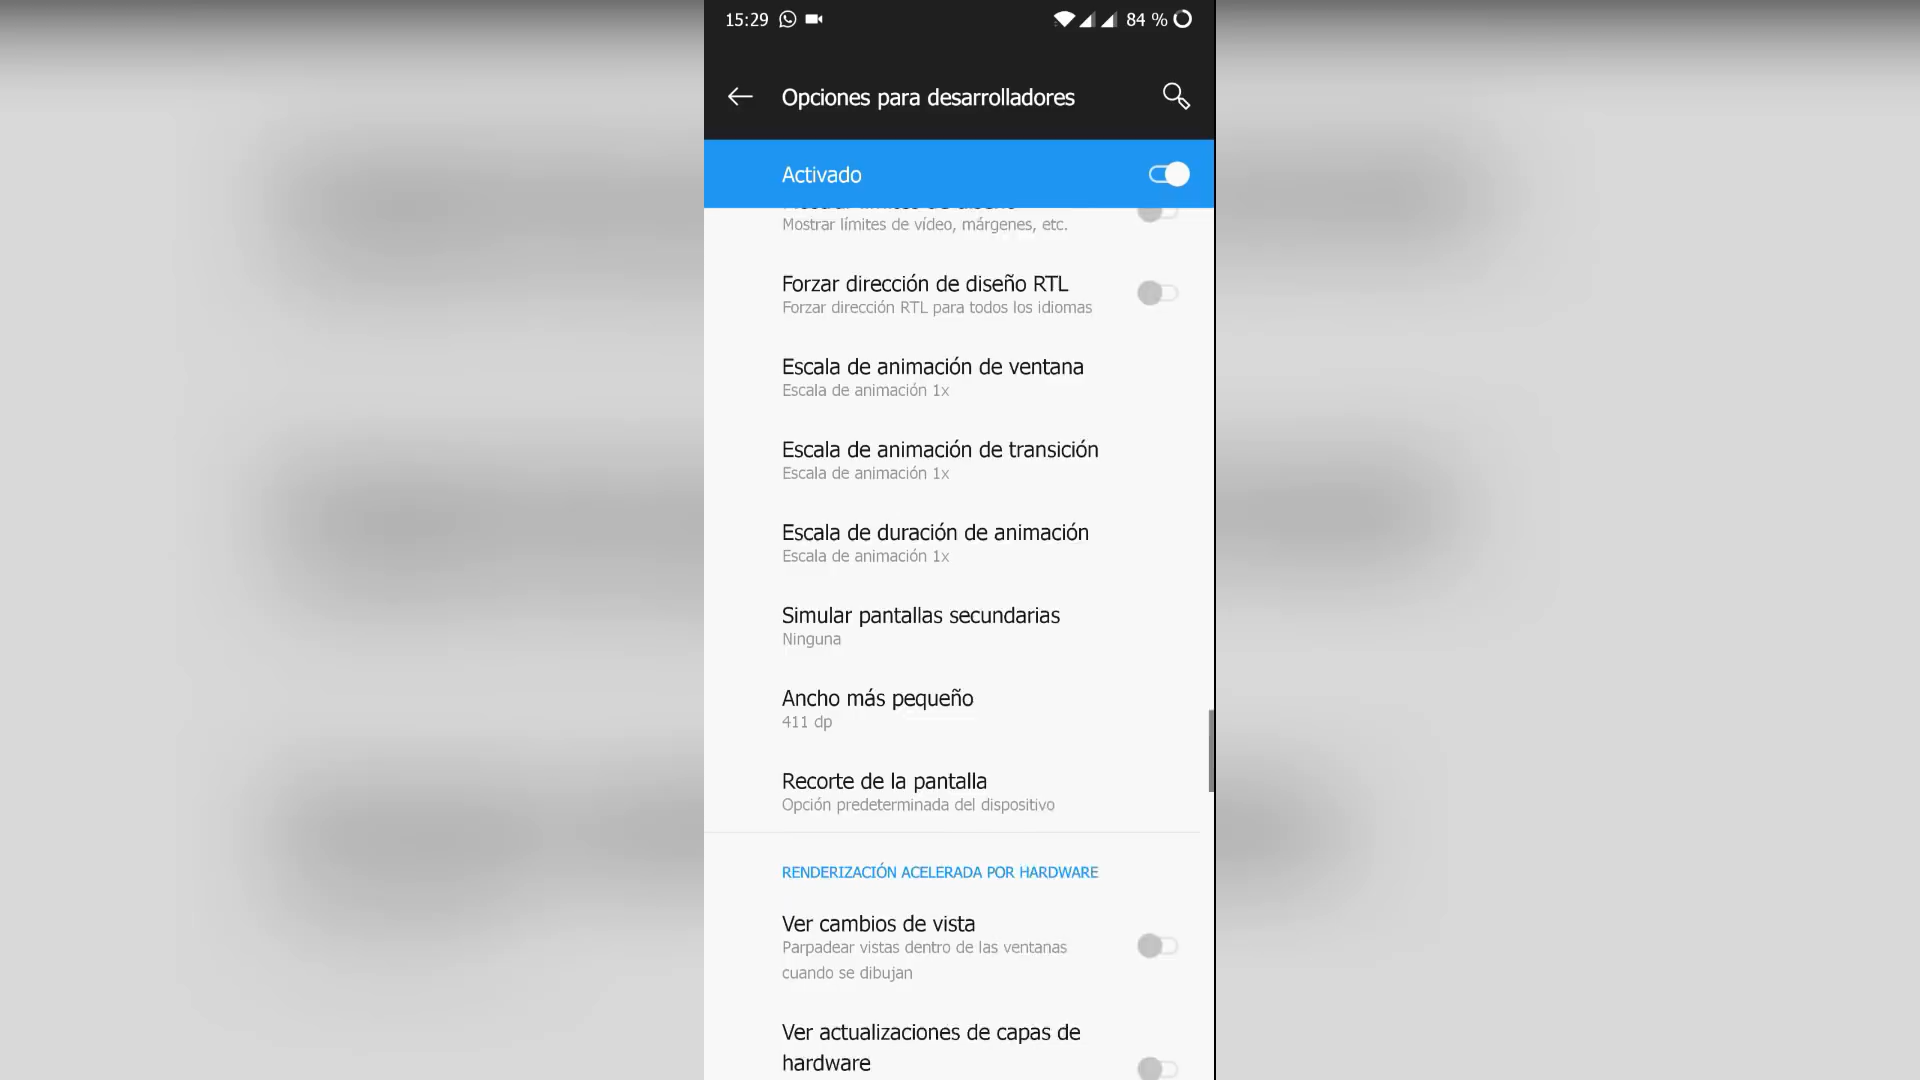 15:29 84 %
Opciones para desarrolladores
Activado
Mostrar límites de vídeo, márgenes, etc.
Forzar dirección de diseño RTL
Forzar dirección RTL para todos los idiomas
Escala de animación de ventana
Escala de animación 1x
Escala de animación de transición
Escala de animación 1x
Escala de duración de animación
Escala de animación 1x
Simular pantallas secundarias
Ninguna
Ancho más pequeño
411 dp
Recorte de la pantalla
Opción predeterminada del dispositivo
RENDERIZACIÓN ACELERADA POR HARDWARE
Ver cambios de vista
Parpadear vistas dentro de las ventanas
cuando se dibujan
Ver actualizaciones de capas de
hardware